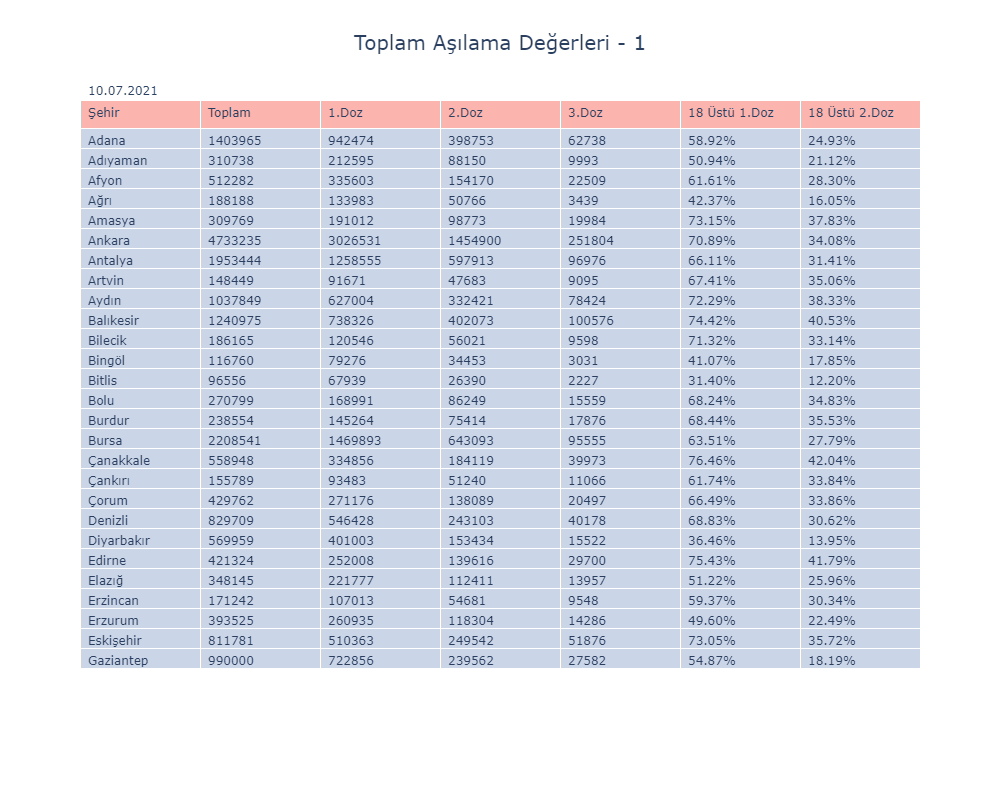 Toplam Aşılama Değerleri - 1
10.07.2021
Şehir Toplam 1.Doz 2.Doz 3.Doz 18 Üstü 1.Doz 18 Üstü 2.Doz
Adana 1403965 942474 398753 62738 58.92% 24.93%
Adıyaman 310738 212595 88150 9993 50.94% 21.12%
Afyon 512282 335603 154170 22509 61.61% 28.30%
Ağrı 188188 133983 50766 3439 42.37% 16.05%
Amasya 309769 191012 98773 19984 73.15% 37.83%
Ankara 4733235 3026531 1454900 251804 70.89% 34.08%
Antalya 1953444 1258555 597913 96976 66.11% 31.41%
Artvin 148449 91671 47683 9095 67.41% 35.06%
Aydın 1037849 627004 332421 78424 72.29% 38.33%
Balıkesir 1240975 738326 402073 100576 74.42% 40.53%
Bilecik 186165 120546 56021 9598 71.32% 33.14%
Bingöl 116760 79276 34453 3031 41.07% 17.85%
Bitlis 96556 67939 26390 2227 31.40% 12.20%
Bolu 270799 168991 86249 15559 68.24% 34.83%
Burdur 238554 145264 75414 17876 68.44% 35.53%
Bursa 2208541 1469893 643093 95555 63.51% 27.79%
Çanakkale 558948 334856 184119 39973 76.46% 42.04%
Çankırı 155789 93483 51240 11066 61.74% 33.84%
Çorum 429762 271176 138089 20497 66.49% 33.86%
Denizli 829709 546428 243103 40178 68.83% 30.62%
Diyarbakır 569959 401003 153434 15522 36.46% 13.95%
Edirne 421324 252008 139616 29700 75.43% 41.79%
Elazığ 348145 221777 112411 13957 51.22% 25.96%
Erzincan 171242 107013 54681 9548 59.37% 30.34%
Erzurum 393525 260935 118304 14286 49.60% 22.49%
Eskişehir 811781 510363 249542 51876 73.05% 35.72%
Gaziantep 990000 722856 239562 27582 54.87% 18.19%